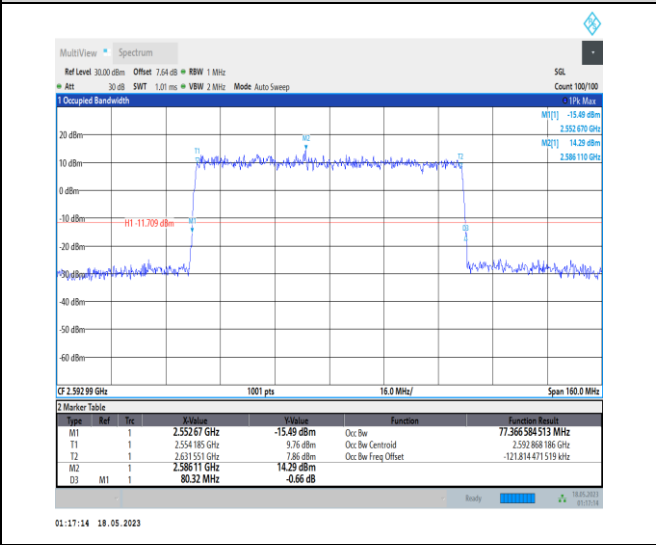 MultiView Spectrum
Ref Level 30.00 dBm Offset 7.64 dB RBW 1 MHz SGL
Att 30 dB SWT 1.01 ms VBW 2 MHz Mode Auto Sweep Count 100/100
1 Occupied Bandwidth 1Pk Max
M1[1] -15.49 dBm
2.552 670 GHz
M2[1] 14.29 dBm
2.586 110 GHz
20 dBm
M2
T1
T2
10 dBm
0 dBm
-10 dBm
H1 -11.709 dBm
M1
D3
-20 dBm
-30 dBm
-40 dBm
-50 dBm
-60 dBm
CF 2.592 99 GHz 1001 pts 16.0 MHz/ Span 160.0 MHz
2 Marker Table
Type Ref Trc X-Value Y-Value Function Function Result
M1 1 2.552 67 GHz -15.49 dBm Occ Bw 77.366 584 513 MHz
T1 1 2.554 185 GHz 9.76 dBm Occ Bw Centroid 2.592 868 186 GHz
T2 1 2.631 551 GHz 7.86 dBm Occ Bw Freq Offset -121.814 471 519 kHz
M2 1 2.586 11 GHz 14.29 dBm
D3 M1 1 80.32 MHz -0.66 dB
Ready 18.05.2023
01:17:14
01:17:14 18.05.2023